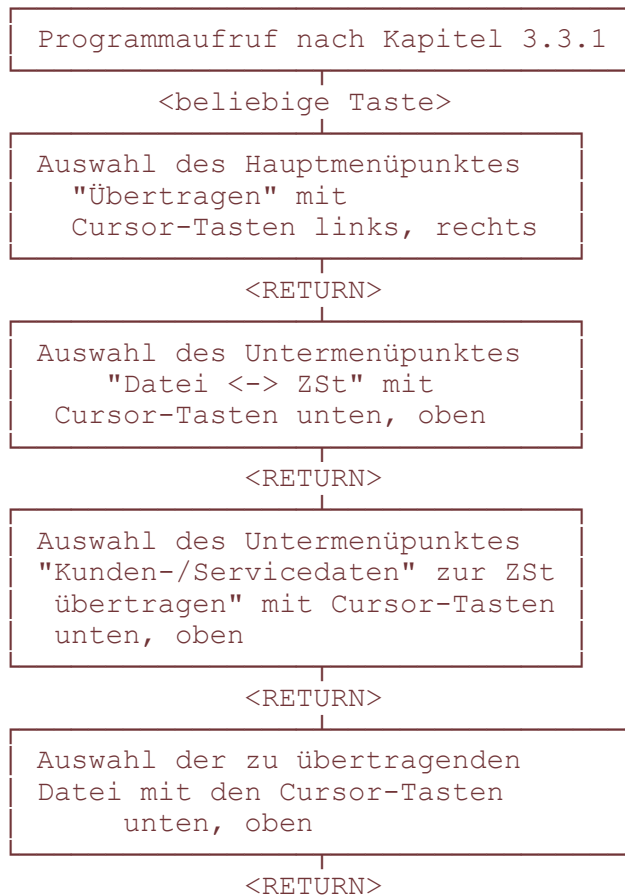 Programmaufruf nach Kapitel 3.3.1
<beliebige Taste>
Auswahl des Hauptmenüpunktes
"Übertragen" mit
Cursor-Tasten links, rechts
<RETURN>
Auswahl des Untermenüpunktes
"Datei <-> ZSt" mit
Cursor-Tasten unten, oben
<RETURN>
Auswahl des Untermenüpunktes
"Kunden-/Servicedaten" zur ZSt
übertragen" mit Cursor-Tasten
unten, oben
<RETURN>
Auswahl der zu übertragenden
Datei mit den Cursor-Tasten
unten, oben
<RETURN>